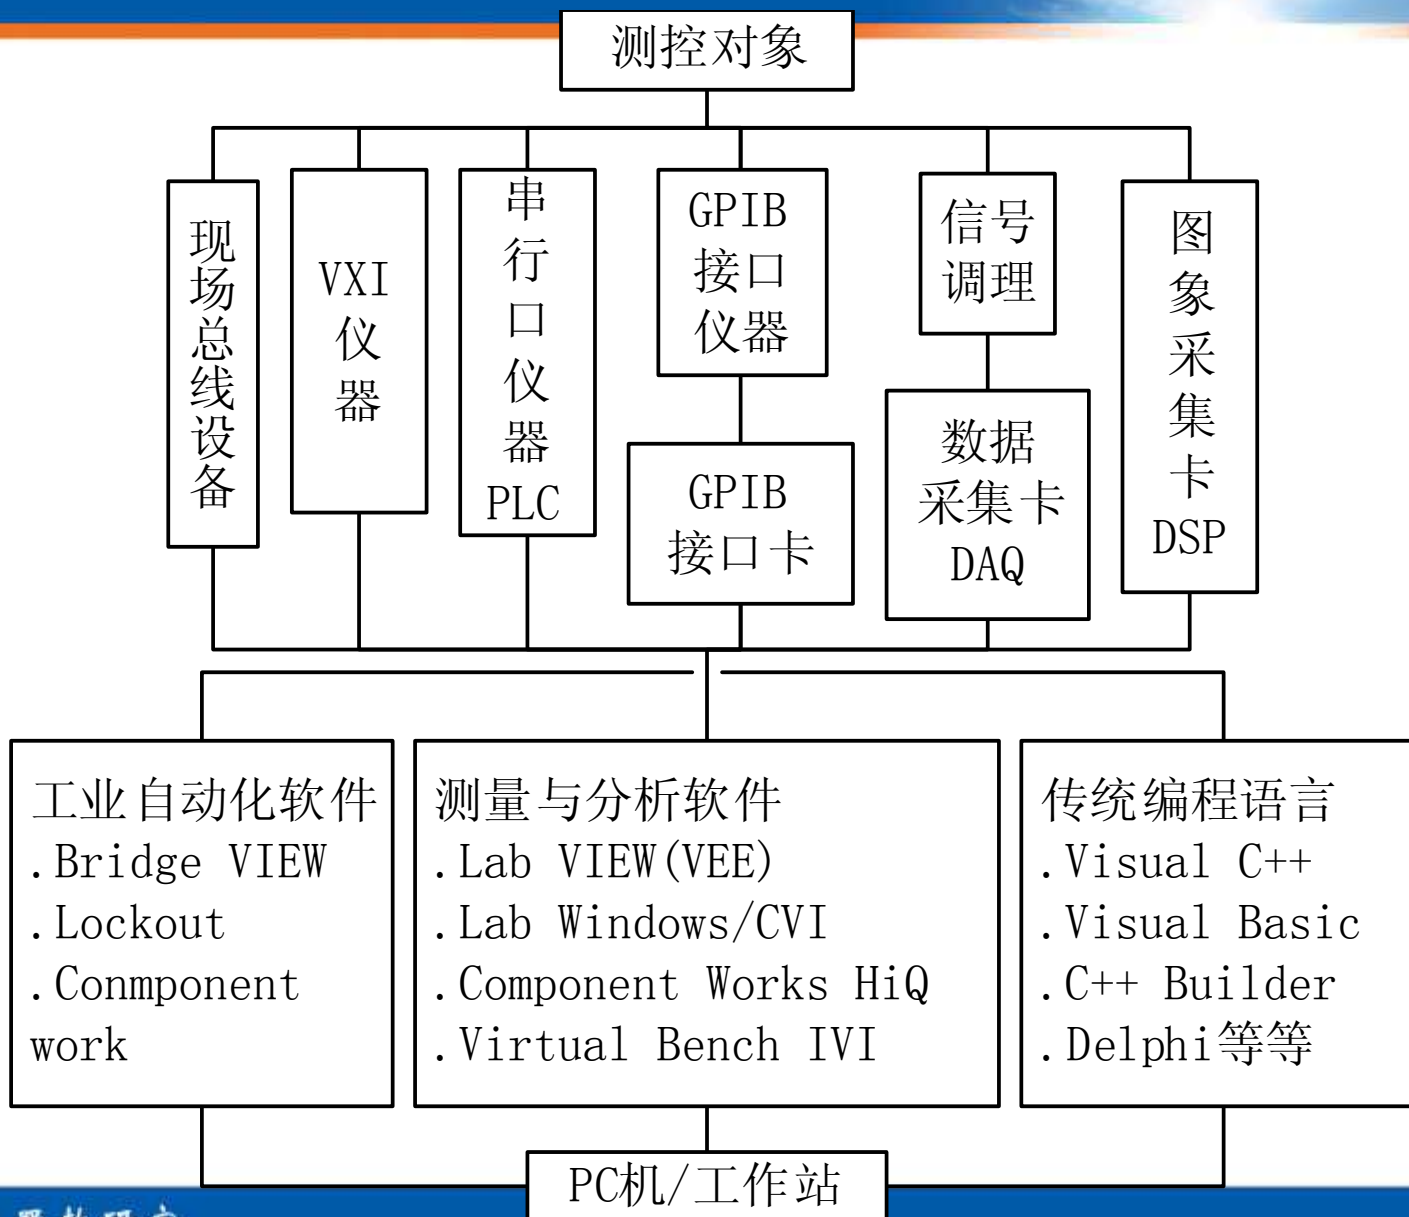 测控对象
现
场
总
线
设
备
VXI
仪
器
串
行
口
仪
器
PLC
GPIB
接口
仪器
GPIB
接口卡
信号
调理
数据
采集卡
DAQ
图
象
采
集
卡
DSP
工业自动化软件
.Bridge VIEW
.Lockout
.Conmponent
work
测量与分析软件
.Lab VIEW(VEE)
.Lab Windows/CVI
.Component Works HiQ
.Virtual Bench IVI
传统编程语言
.Visual C++
.Visual Basic
.C++ Builder
.Delphi等等
PC机/工作站